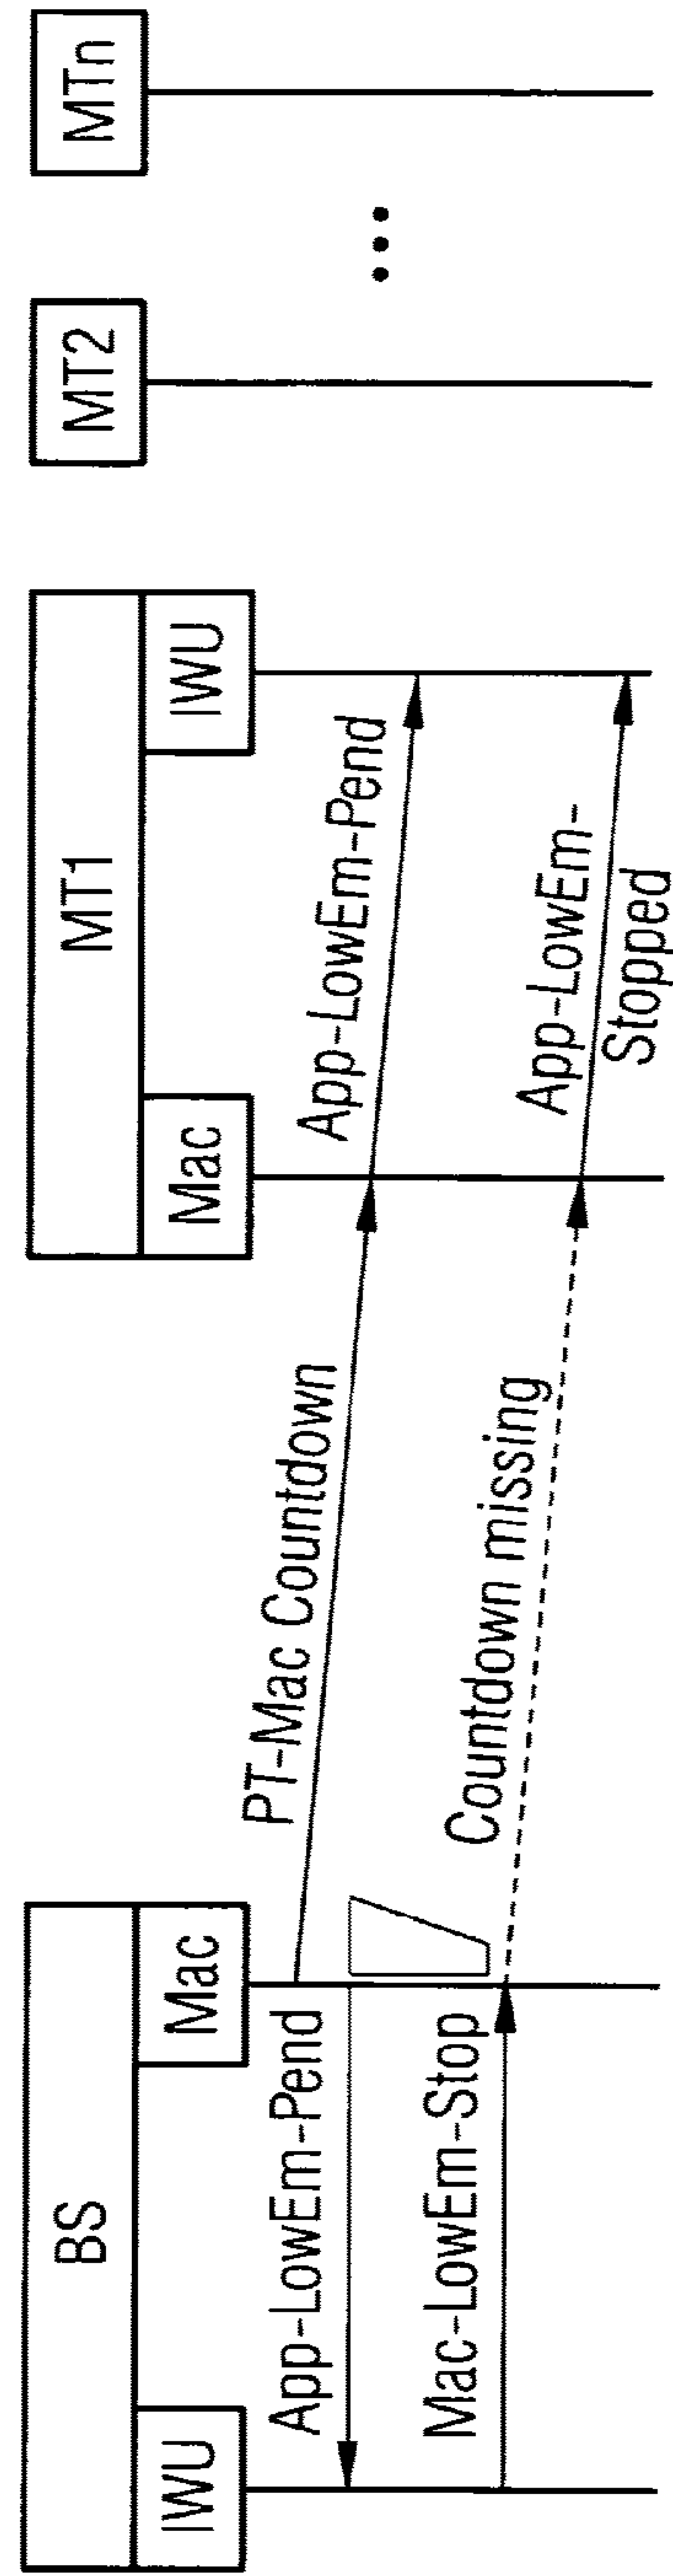 BS
MT1
MT2
MTn
IWU
Mac
Mac
IWU
App-LowEm-Pend
PT-Mac Countdown
App-LowEm-Pend
Mac-LowEm-Stop
Countdown missing
App-LowEm-
Stopped